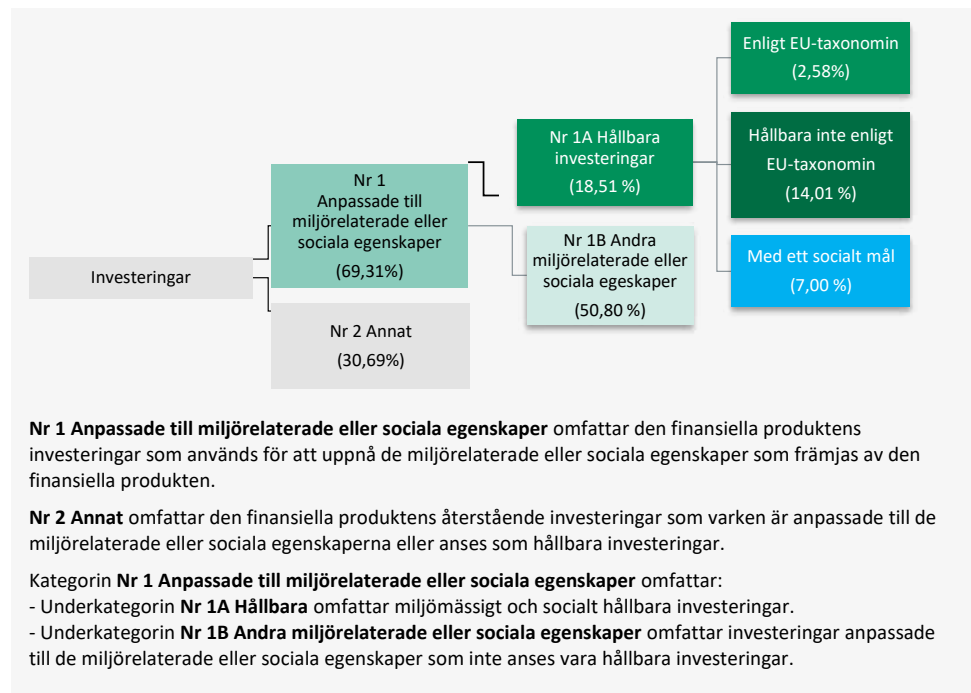 Investeringar
Nr 1
Anpassade till
miljörelaterade eller
sociala egenskaper
(69,31%)
Nr 2 Annat
(30,69%)
Nr 1A Hållbara
investeringar
(18,51 %)
Nr 1B Andra
miljörelaterade eller
sociala egeskaper
(50,80 %)
Enligt EU-taxonomin
(2,58%)
Hållbara inte enligt
EU-taxonomin
(14,01 %)
Med ett socialt mål
(7,00 %)
Nr 1 Anpassade till miljörelaterade eller sociala egenskaper omfattar den finansiella produktens
investeringar som används för att uppnå de miljörelaterade eller sociala egenskaper som främjas av den
finansiella produkten.
Nr 2 Annat omfattar den finansiella produktens återstående investeringar som varken är anpassade till de
miljörelaterade eller sociala egenskaperna eller anses som hållbara investeringar.
Kategorin Nr 1 Anpassade till miljörelaterade eller sociala egenskaper omfattar:
- Underkategorin Nr 1A Hållbara omfattar miljömässigt och socialt hållbara investeringar.
- Underkategorin Nr 1B Andra miljörelaterade eller sociala egenskaper omfattar investeringar anpassade
till de miljörelaterade eller sociala egenskaper som inte anses vara hållbara investeringar.